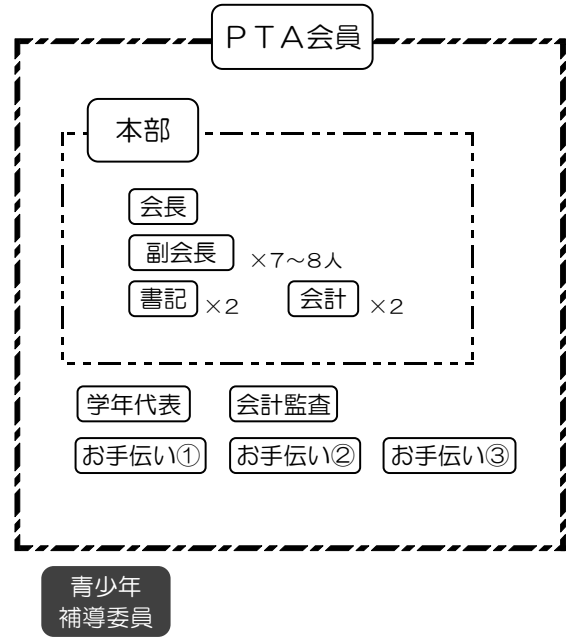 ＰＴＡ会員
本部
会長
副会長 ×７～８人
書記 ×２ 会計 ×２
学年代表 会計監査
お手伝い① お手伝い② お手伝い③
青少年
補導委員